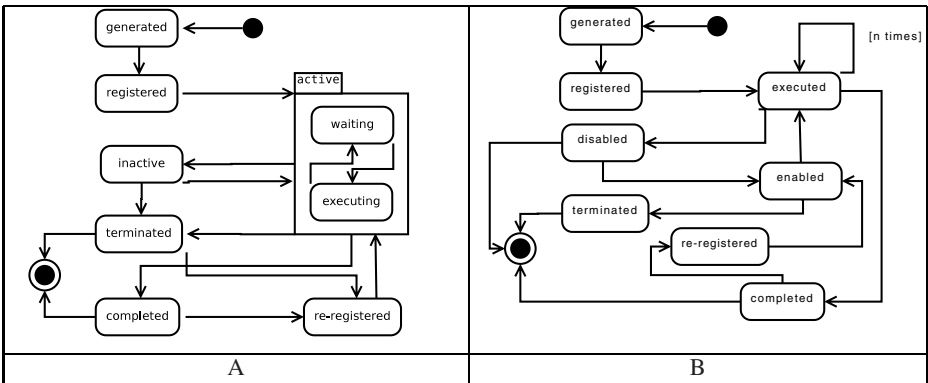 generated
registered
active
waiting
inactive
executing
terminated
completed
re-registered
A
generated
[n times]
registered
executed
disabled
enabled
terminated
re-registered
completed
B